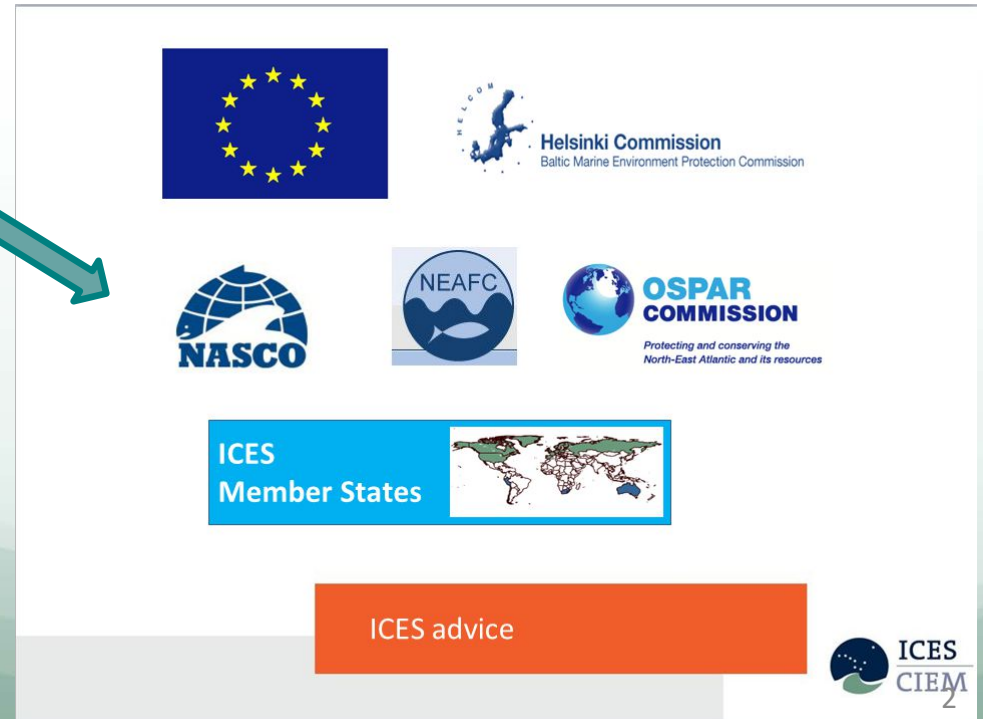 HELCOM
Helsinki Commission
Baltic Marine Environment Protection Commission
NASCO
NEAFC
OSPAR
COMMISSION
Protecting and conserving the
North-East Atlantic and its resources
ICES
Member States
ICES advice
ICES
CIEM
2